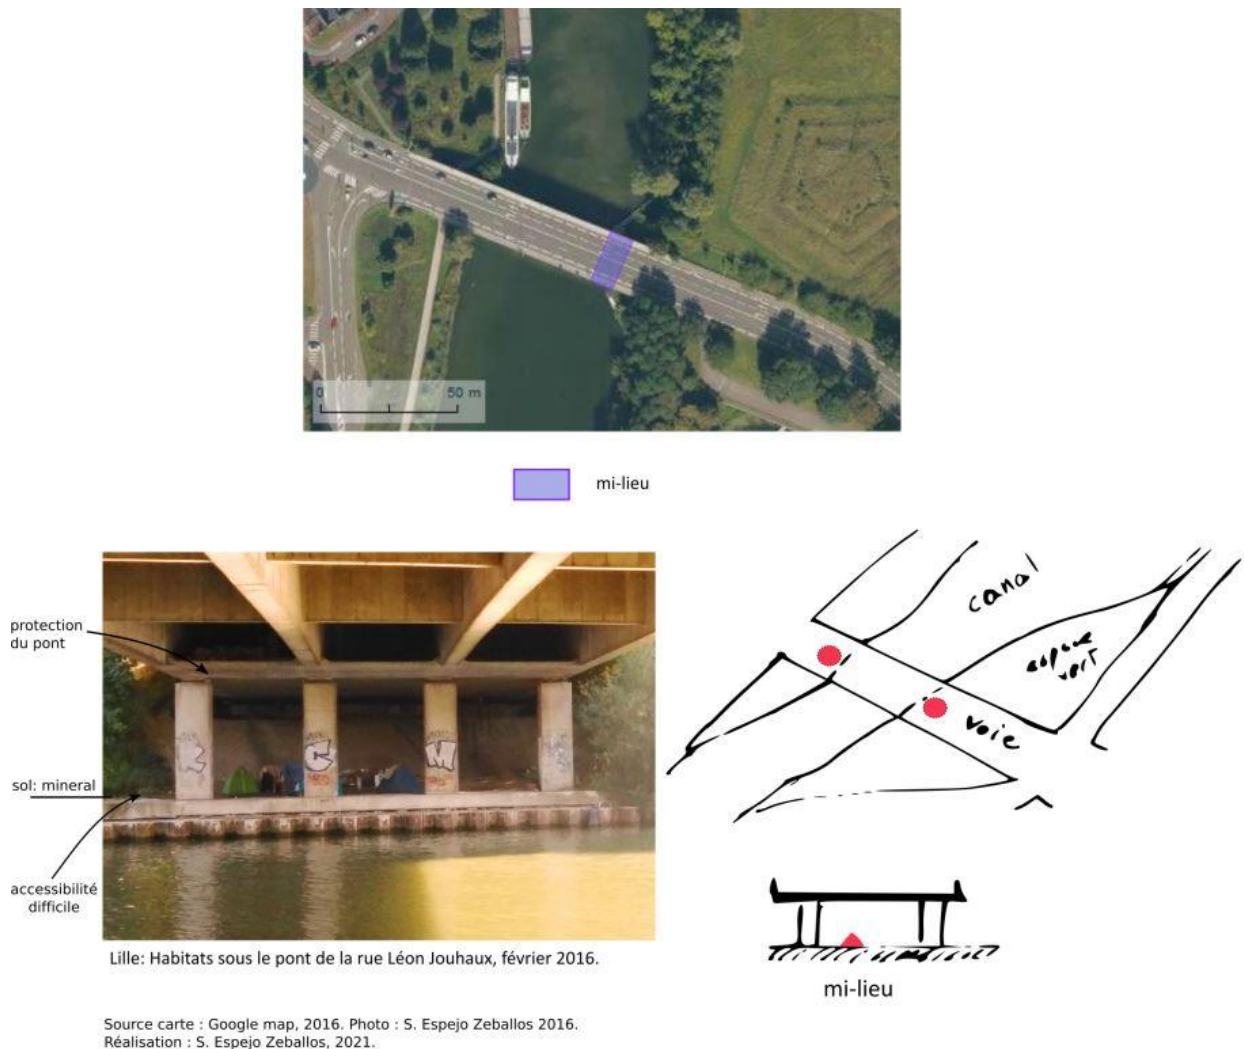 0 50 m
mi-lieu
protection
du pont
sol: mineral
accessibilité
difficile
canal
espace
vert
voie
C
M
Lille: Habitats sous le pont de la rue Léon Jouhaux, février 2016.
mi-lieu
Source carte : Google map, 2016. Photo : S. Espejo Zeballos 2016.
Réalisation : S. Espejo Zeballos, 2021.